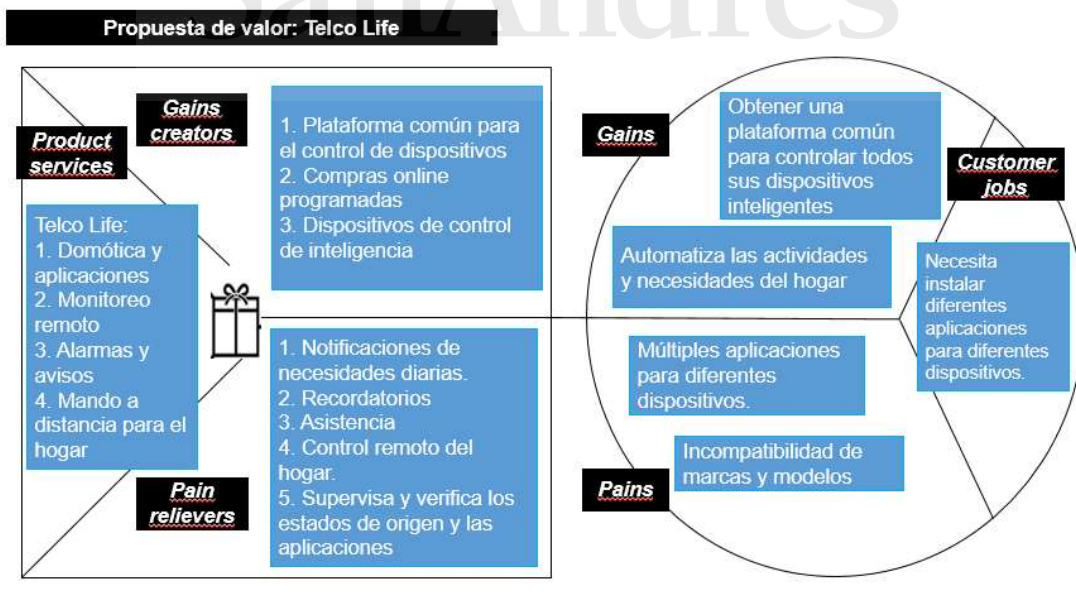 SanAndrés
Propuesta de valor: Telco Life
Gains
creators
Product
services
1. Plataforma común para
el control de dispositivos
2. Compras online
programadas
3. Dispositivos de control
de inteligencia
Telco Life:
1. Domótica y
aplicaciones
2. Monitoreo
remoto
3. Alarmas y
avisos
4. Mando a
distancia para el
hogar
1. Notificaciones de
necesidades diarias.
2. Recordatorios
3. Asistencia
4. Control remoto del
hogar.
5. Supervisa y verifica los
estados de origen y las
aplicaciones
Pain
relievers
Gains
Obtener una
plataforma común
para controlar todos
sus dispositivos
inteligentes
Automatiza las actividades
y necesidades del hogar
Customer
jobs
Necesita
instalar
diferentes
aplicaciones
para diferentes
dispositivos.
Múltiples aplicaciones
para diferentes
dispositivos.
Incompatibilidad de
marcas y modelos
Pains